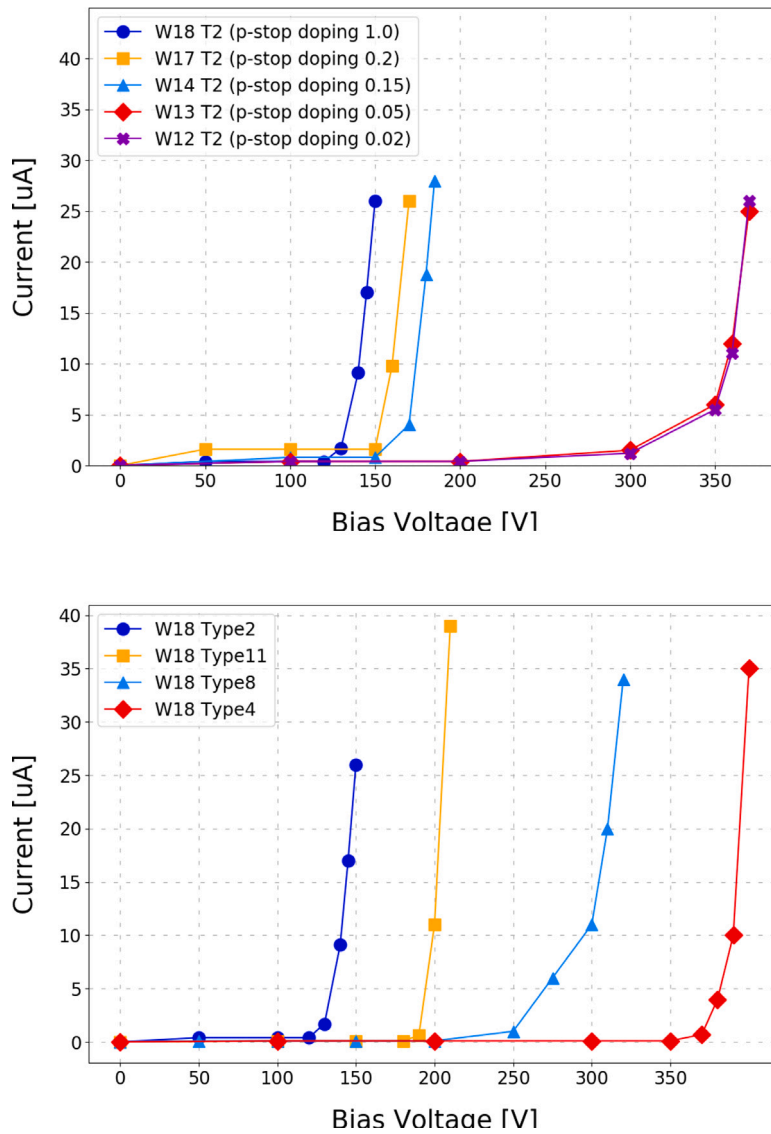 W18 T2 (p-stop doping 1.0)
W17 T2 (p-stop doping 0.2)
W14 T2 (p-stop doping 0.15)
W13 T2 (p-stop doping 0.05)
W12 T2 (p-stop doping 0.02)
Current [uA]
40
35
30
25
20
15
10
5
0
0 50 100 150 200 250 300 350
Bias Voltage [V]
W18 Type2
W18 Type11
W18 Type8
W18 Type4
Current [uA]
40
35
30
25
20
15
10
5
0
0 50 100 150 200 250 300 350
Bias Voltage [V]